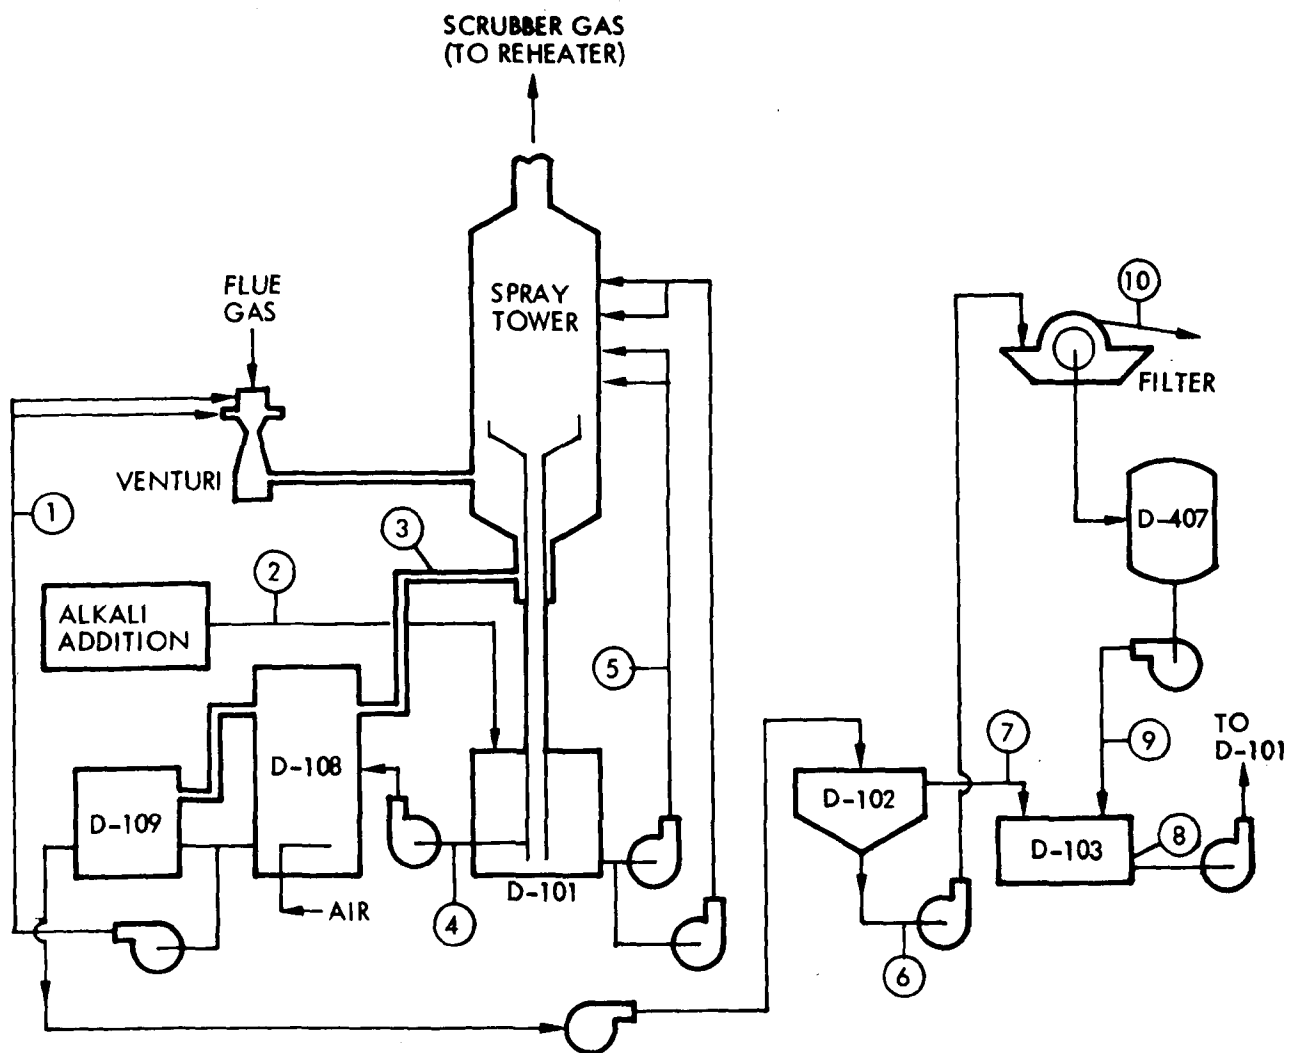 SCRUBBER GAS
(TO REHEATER)
FLUE
GAS
SPRAY
TOWER
10
FILTER
VENTURI
1
3
D-407
2
ALKALI
ADDITION
5
7
9
TO
D-101
D-108
D-102
D-109
D-103
8
D-101
AIR
4
6